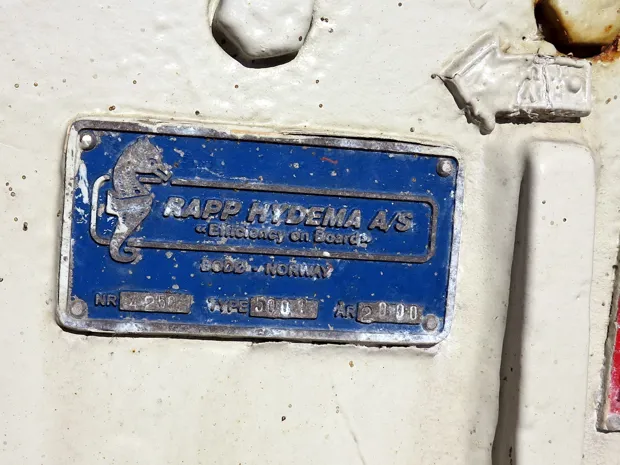 RAPP HYDEMA A/S
«Efficiency on Board»
BODØ - NORWAY
NR TYPE ÅR 2000